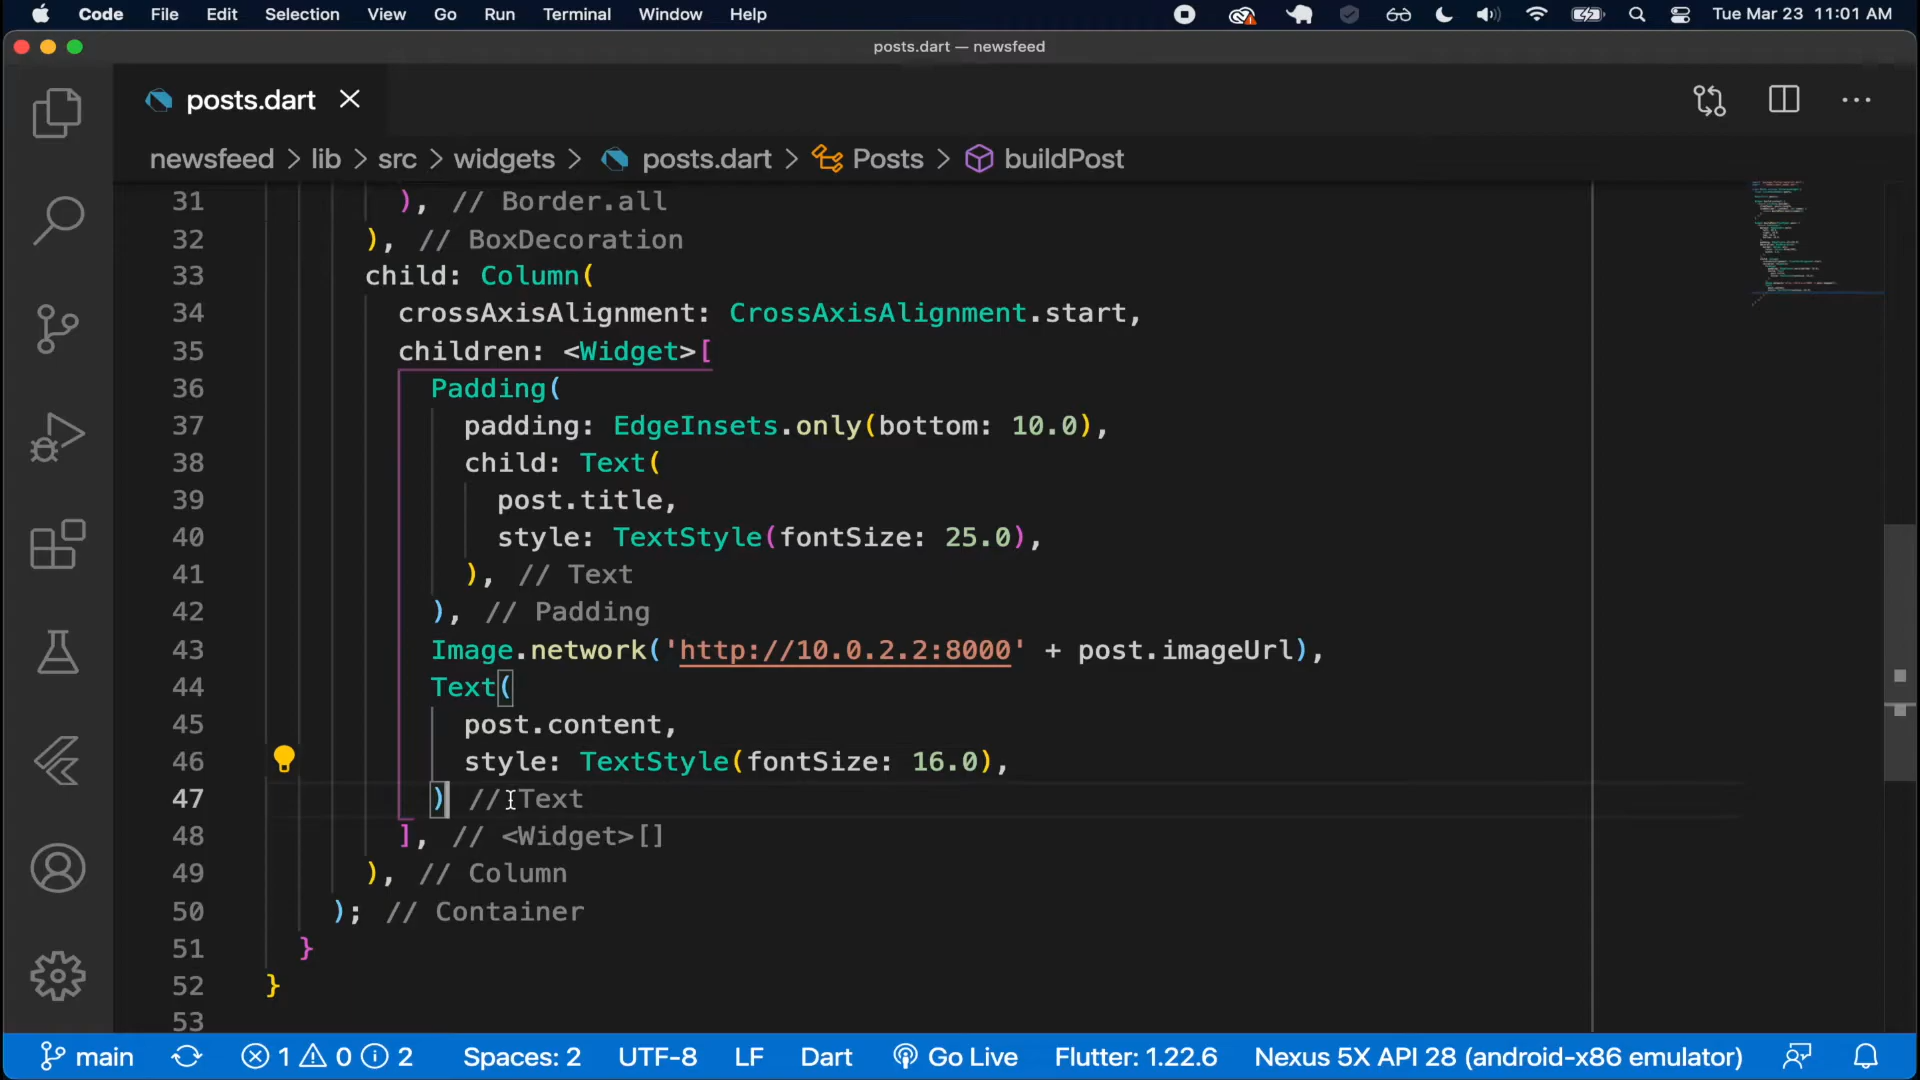 Code File Edit Selection View Go Run Terminal Window Help Tue Mar 23 11:01 AM
posts.dart — newsfeed
posts.dart
newsfeed > lib > src > widgets > posts.dart > Posts > buildPost
31 ), // Border.all
32 ), // BoxDecoration
33 child: Column(
34 crossAxisAlignment: CrossAxisAlignment.start,
35 children: <Widget>[
36 Padding(
37 padding: EdgeInsets.only(bottom: 10.0),
38 child: Text(
39 post.title,
40 style: TextStyle(fontSize: 25.0),
41 ), // Text
42 ), // Padding
43 Image.network('http://10.0.2.2:8000' + post.imageUrl),
44 Text(
45 post.content,
46 style: TextStyle(fontSize: 16.0),
47 ) // Text
48 ], // <Widget>[]
49 ), // Column
50 ); // Container
51 }
52 }
53
main 1 0 2 Spaces: 2 UTF-8 LF Dart Go Live Flutter: 1.22.6 Nexus 5X API 28 (android-x86 emulator)